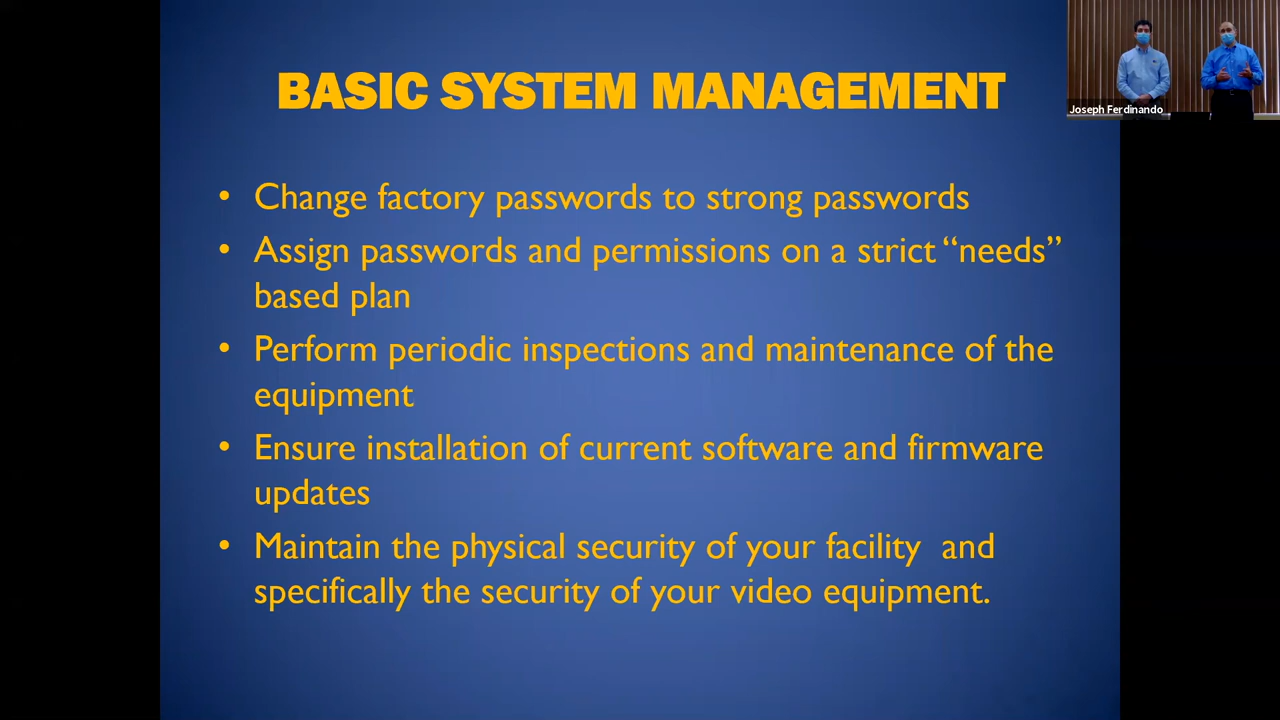 BASIC SYSTEM MANAGEMENT
Joseph Ferdinando
• Change factory passwords to strong passwords
• Assign passwords and permissions on a strict “needs”
based plan
• Perform periodic inspections and maintenance of the
equipment
• Ensure installation of current software and firmware
updates
• Maintain the physical security of your facility  and
specifically the security of your video equipment.